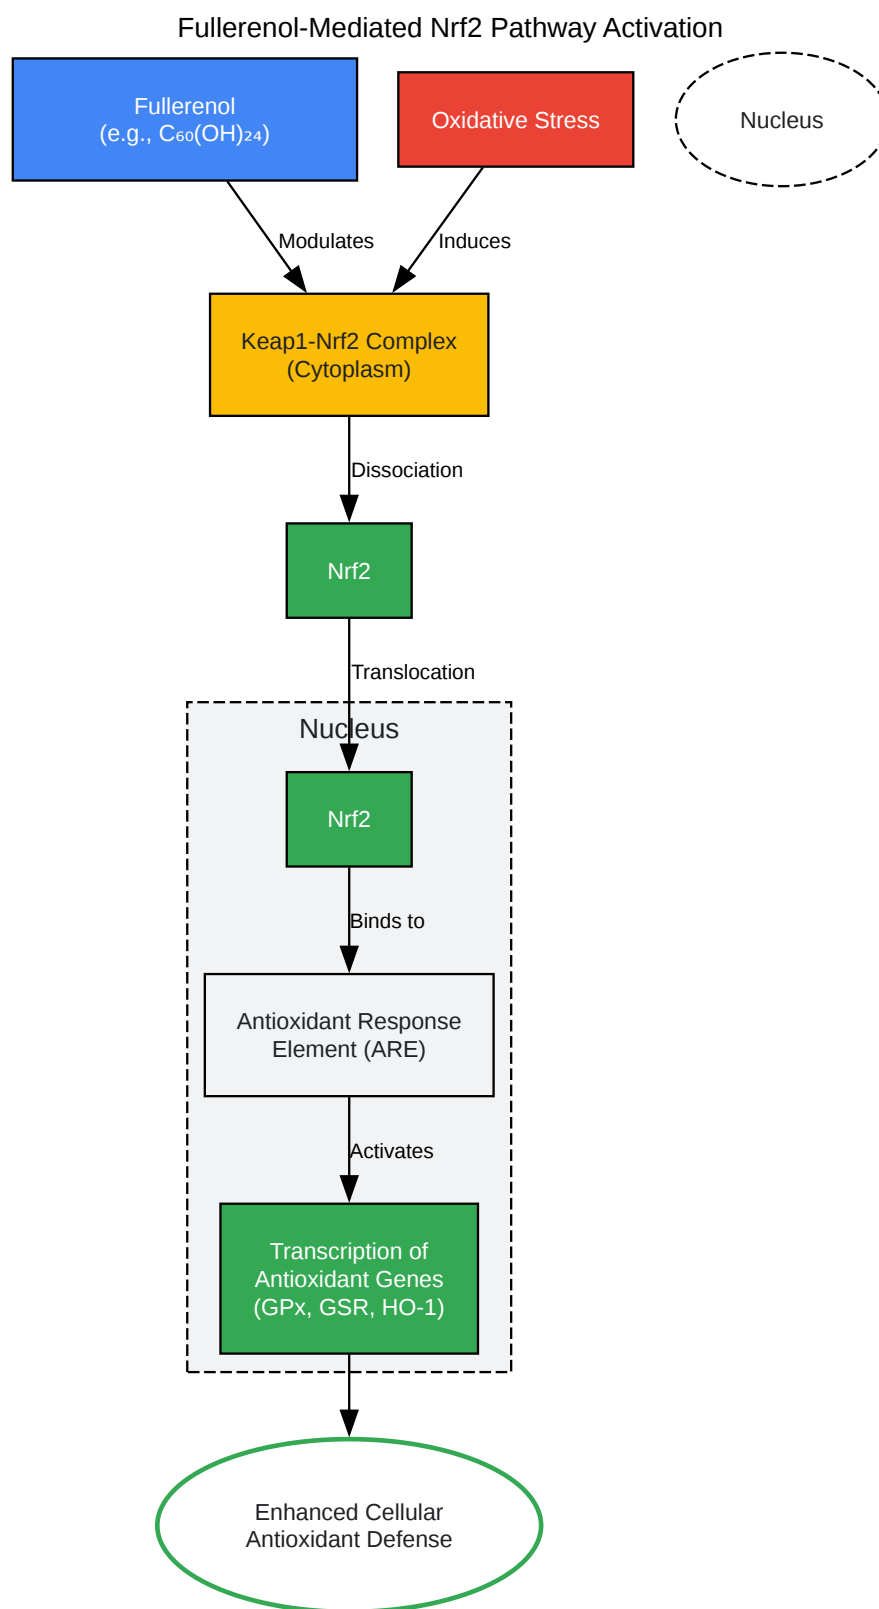 Fullerenol-Mediated Nrf2 Pathway Activation
Fullerenol
(e.g., C₆₀(OH)₂₄)
Oxidative Stress
Nucleus
Modulates
Induces
Keap1-Nrf2 Complex
(Cytoplasm)
Dissociation
Nrf2
Translocation
Nucleus
Nrf2
Binds to
Antioxidant Response
Element (ARE)
Activates
Transcription of
Antioxidant Genes
(GPx, GSR, HO-1)
Enhanced Cellular
Antioxidant Defense